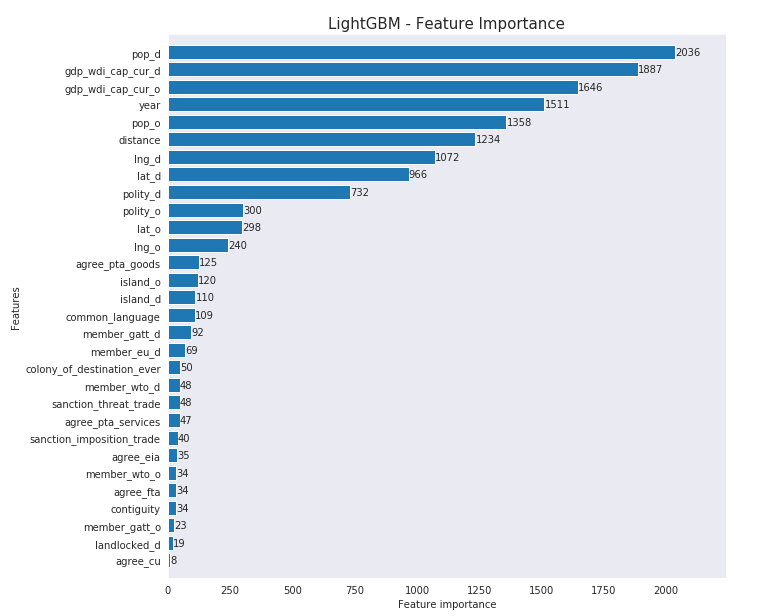 LightGBM - Feature Importance
pop_d 2036
gdp_wdi_cap_cur_d 1887
gdp_wdi_cap_cur_o 1646
year 1511
pop_o 1358
distance 1234
lng_d 1072
lat_d 966
polity_d 732
polity_o 300
lat_o 298
lng_o 240
agree_pta_goods 125
island_o 120
island_d 110
common_language 109
member_gatt_d 92
member_eu_d 69
colony_of_destination_ever 50
member_wto_d 48
sanction_threat_trade 48
agree_pta_services 47
sanction_imposition_trade 40
agree_eia 35
member_wto_o 34
agree_fta 34
contiguity 34
member_gatt_o 23
landlocked_d 19
agree_cu 8
Features
0 250 500 750 1000 1250 1500 1750 2000
Feature importance